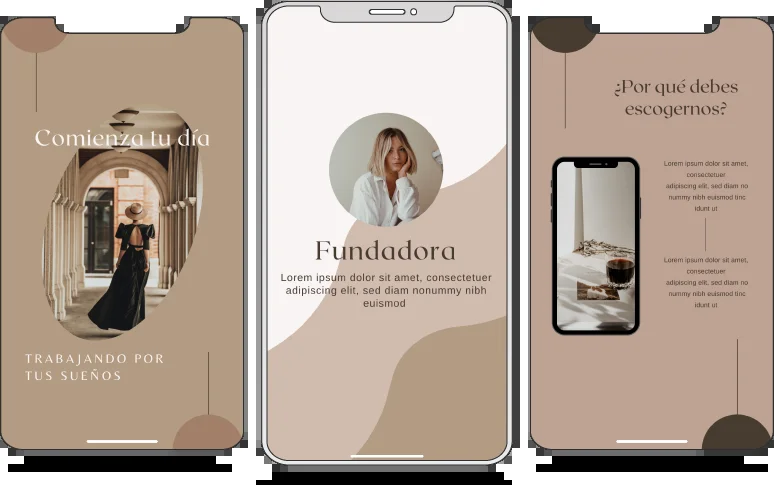 Comienza tu día
TRABAJANDO POR
TUS SUEÑOS
Fundadora
Lorem ipsum dolor sit amet, consectetuer
adipiscing elit, sed diam nonummy nibh
euismod
¿Por qué debes
escogernos?
Lorem ipsum dolor sit amet,
consectetuer
adipiscing elit, sed diam no
nummy nibh euismod tinc
idunt ut
Lorem ipsum dolor sit amet,
consectetuer
adipiscing elit, sed diam no
nummy nibh euismod tinc
idunt ut